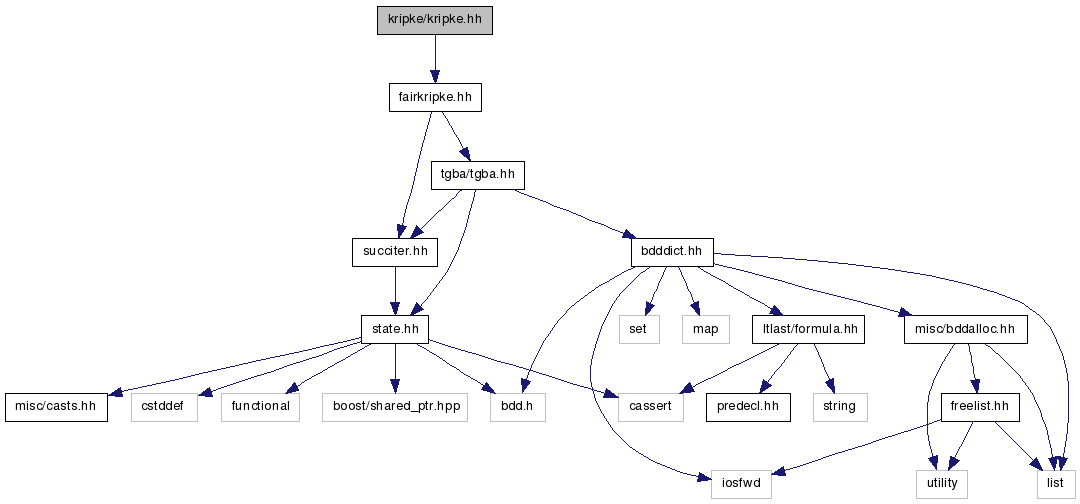 kripke/kripke.hh
fairkripke.hh
tgba/tgba.hh
succiter.hh
bdddict.hh
state.hh
set
map
ltlast/formula.hh
misc/bddalloc.hh
misc/casts.hh
cstddef
functional
boost/shared_ptr.hpp
bdd.h
cassert
predecl.hh
string
freelist.hh
iosfwd
utility
list